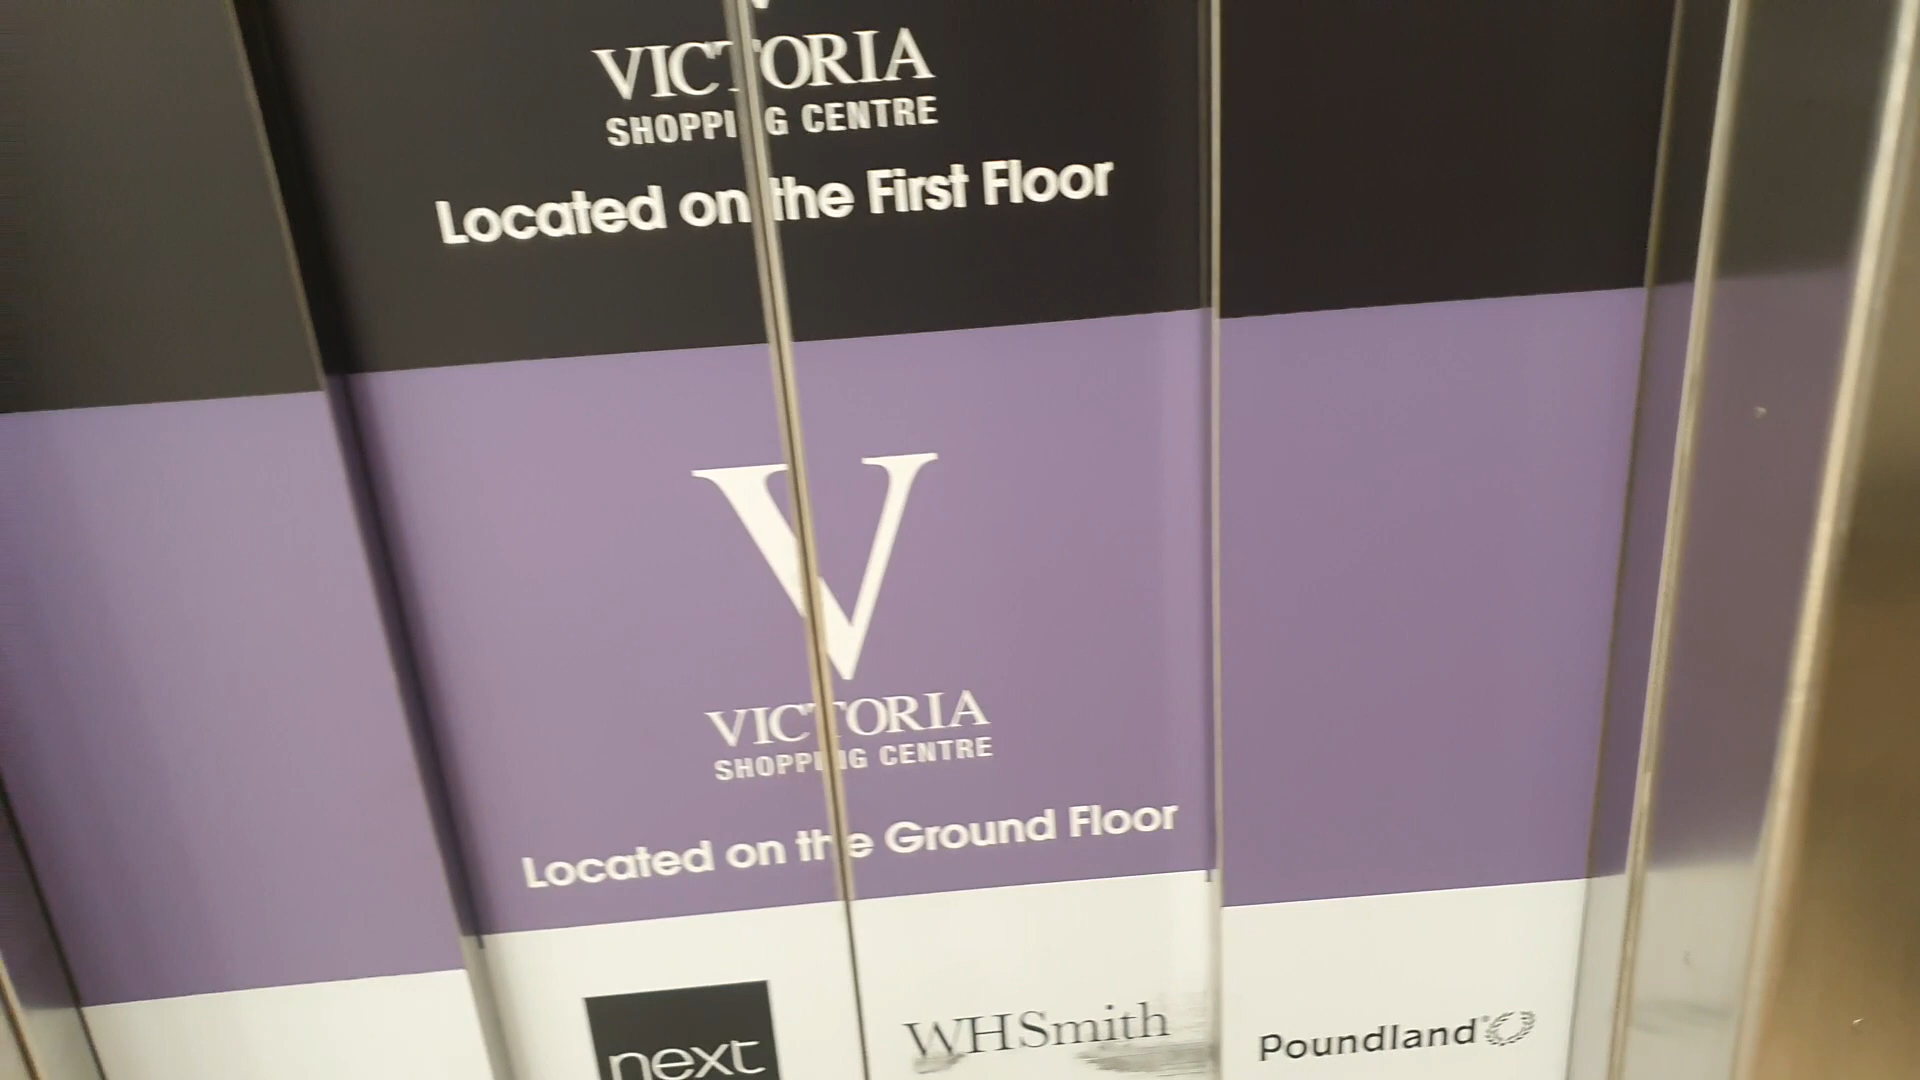 VICTORIA
SHOPPING CENTRE
Located on the First Floor
V
VICTORIA
SHOPPING CENTRE
Located on the Ground Floor
next WHSmith Poundland